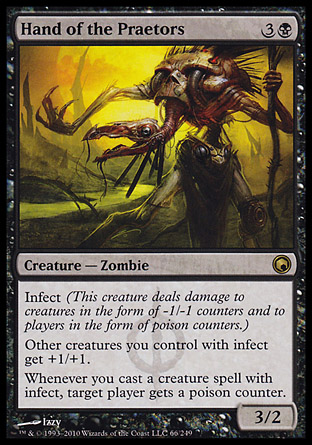 Hand of the Praetors 3
Creature — Zombie
Infect (This creature deals damage to
creatures in the form of -1/-1 counters and to
players in the form of poison counters.)
Other creatures you control with infect
get +1/+1.
Whenever you cast a creature spell with
infect, target player gets a poison counter.
Izzy
™ & © 1993–2010 Wizards of the Coast LLC 66/249
3/2